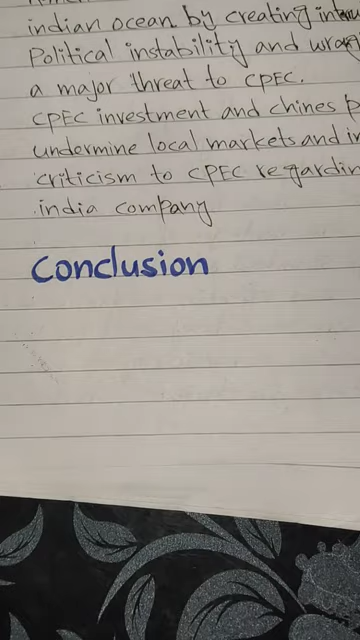 indian ocean by creating
Political instability and
a major threat to CPEC.
CPEC investment and chines
undermine local markets and
criticism to CPEC
india company
Conclusion